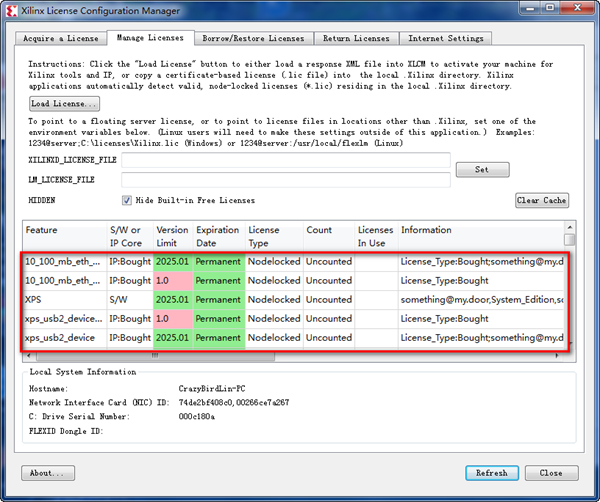 Xilinx License Configuration Manager
Acquire a License
Manage Licenses
Borrow/Restore Licenses
Return Licenses
Internet Settings
Instructions: Click the "Load License" button to either load a response XML file into XLCM to activate your machine for
Xilinx tools and IP, or copy a certificate-based license (.lic file) into the local .Xilinx directory. Xilinx
applications automatically detect valid, node-locked licenses (*.lic) residing in the local .Xilinx directory.
Load License...
To point to a floating server license, or to point to license files in locations other than .Xilinx, set one of the
environment variables below. (Linux users will need to make these settings outside of this application.) Examples:
1234@server;C:\licenses\Xilinx.lic (Windows) or 1234@server:/usr/local/flexlm (Linux)
XILINXD_LICENSE_FILE
Set
LM_LICENSE_FILE
HIDDEN
Hide Built-in Free Licenses
Clear Cache
Feature S/W or IP Core Version Limit Expiration Date License Type Count Licenses In Use Information
10_100_mb_eth_... IP:Bought 2025.01 Permanent Nodelocked Uncounted License_Type:Bought;something@my.d
10_100_mb_eth_... IP:Bought 1.0 Permanent Nodelocked Uncounted License_Type:Bought
XPS S/W 2025.01 Permanent Nodelocked Uncounted something@my.door,System_Edition,so
xps_usb2_device... IP:Bought 1.0 Permanent Nodelocked Uncounted License_Type:Bought
xps_usb2_device IP:Bought 2025.01 Permanent Nodelocked Uncounted License_Type:Bought;something@my.d
Local System Information
Hostname: CrazyBirdLin-PC
Network Interface Card (NIC) ID: 74de2bf408c0,00266ce7a267
C: Drive Serial Number: 000c180a
FLEXID Dongle ID:
About...
Refresh
Close